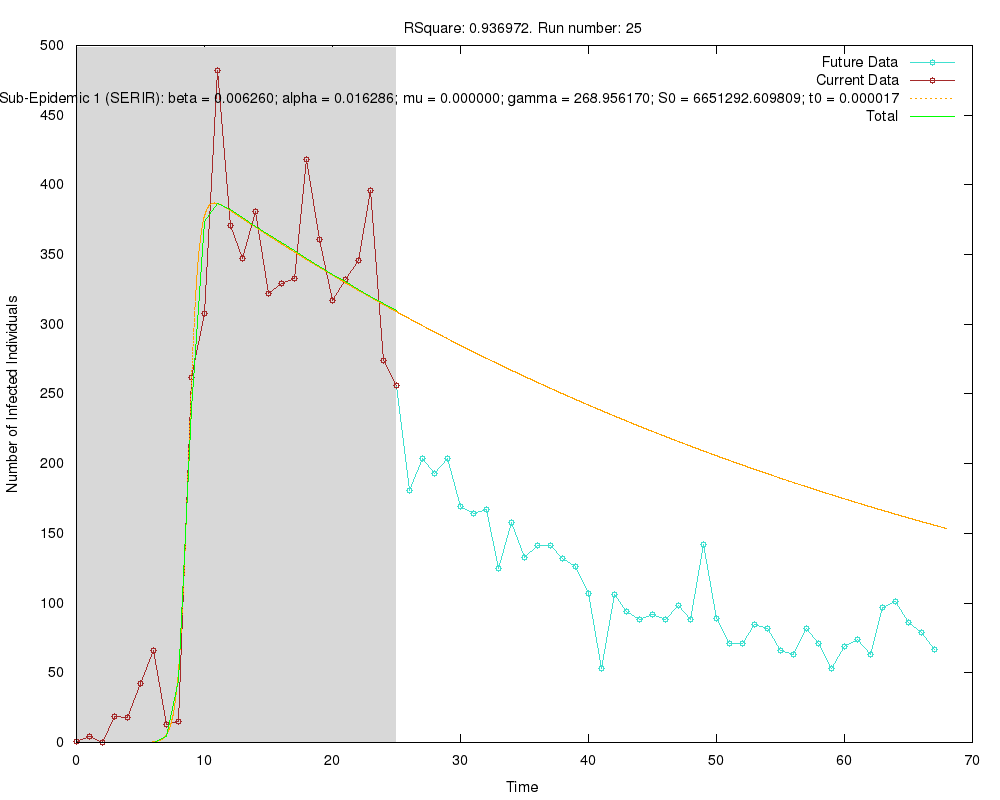 RSquare: 0.936972. Run number: 25
Future Data
Current Data
Sub-Epidemic 1 (SERIR): beta = 0.006260; alpha = 0.016286; mu = 0.000000; gamma = 268.956170; S0 = 6651292.609809; t0 = 0.000017
Total
500
450
400
350
300
250
200
150
100
50
0
Number of Infected Individuals
0 10 20 30 40 50 60 70
Time